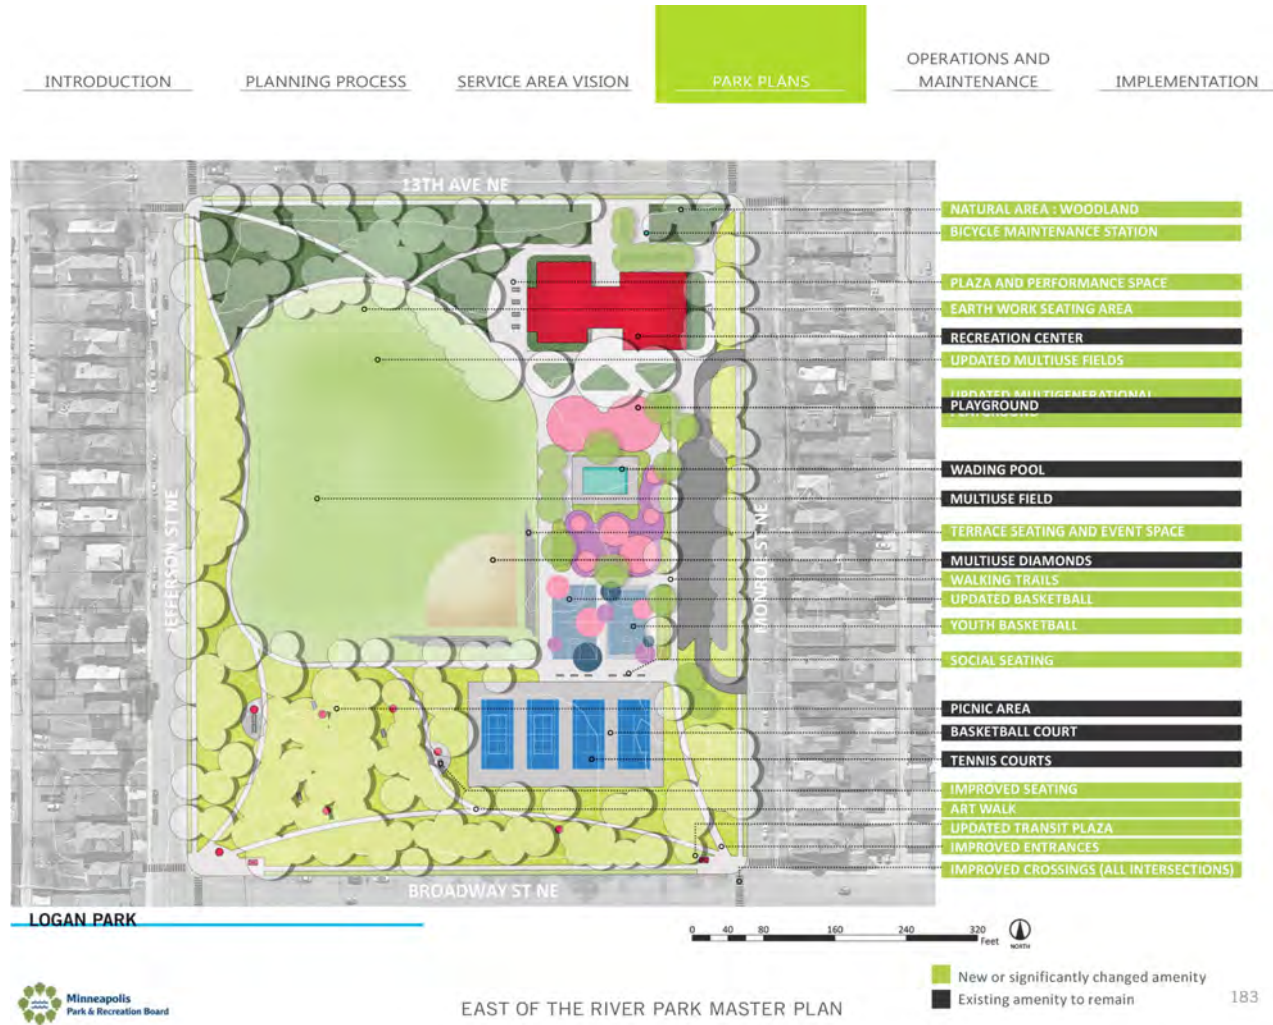 INTRODUCTION
PLANNING PROCESS
SERVICE AREA VISION
PARK PLANS
OPERATIONS AND
MAINTENANCE
IMPLEMENTATION
13TH AVE NE
JEFFERSON ST NE
MONROE ST NE
BROADWAY ST NE
NATURAL AREA : WOODLAND
BICYCLE MAINTENANCE STATION
PLAZA AND PERFORMANCE SPACE
EARTH WORK SEATING AREA
RECREATION CENTER
UPDATED MULTIUSE FIELDS
UPDATED MULTIGENERATIONAL
PLAYGROUND
PLAYGROUND
WADING POOL
MULTIUSE FIELD
TERRACE SEATING AND EVENT SPACE
MULTIUSE DIAMONDS
WALKING TRAILS
UPDATED BASKETBALL
YOUTH BASKETBALL
SOCIAL SEATING
PICNIC AREA
BASKETBALL COURT
TENNIS COURTS
IMPROVED SEATING
ART WALK
UPDATED TRANSIT PLAZA
IMPROVED ENTRANCES
IMPROVED CROSSINGS (ALL INTERSECTIONS)
LOGAN PARK
0 40 80 160 240 320
Feet
NORTH
New or significantly changed amenity
Existing amenity to remain
Minneapolis
Park & Recreation Board
EAST OF THE RIVER PARK MASTER PLAN
183